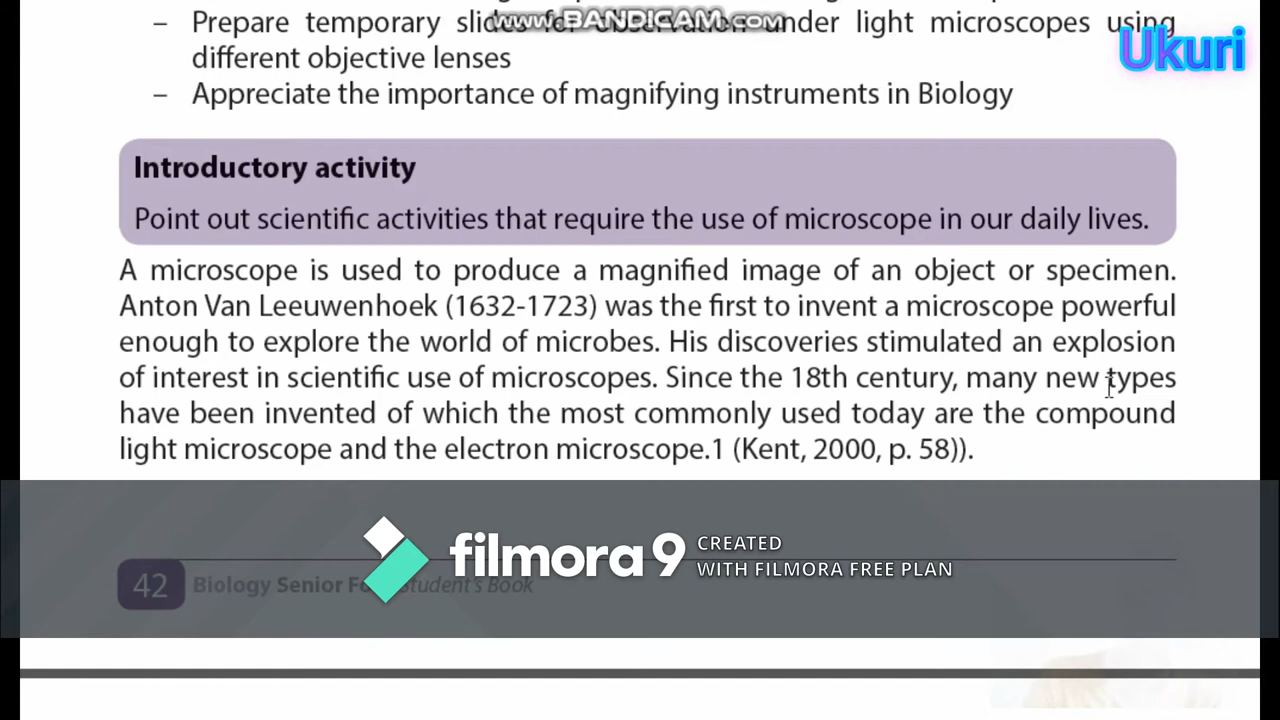 www.BANDICAM.com
– Prepare temporary slides for observation under light microscopes using
different objective lenses
Ukuri
– Appreciate the importance of magnifying instruments in Biology
Introductory activity
Point out scientific activities that require the use of microscope in our daily lives.
A microscope is used to produce a magnified image of an object or specimen.
Anton Van Leeuwenhoek (1632-1723) was the first to invent a microscope powerful
enough to explore the world of microbes. His discoveries stimulated an explosion
of interest in scientific use of microscopes. Since the 18th century, many new types
have been invented of which the most commonly used today are the compound
light microscope and the electron microscope.1 (Kent, 2000, p. 58)).
filmora 9 CREATED
WITH FILMORA FREE PLAN
42 Biology Senior Student's Book